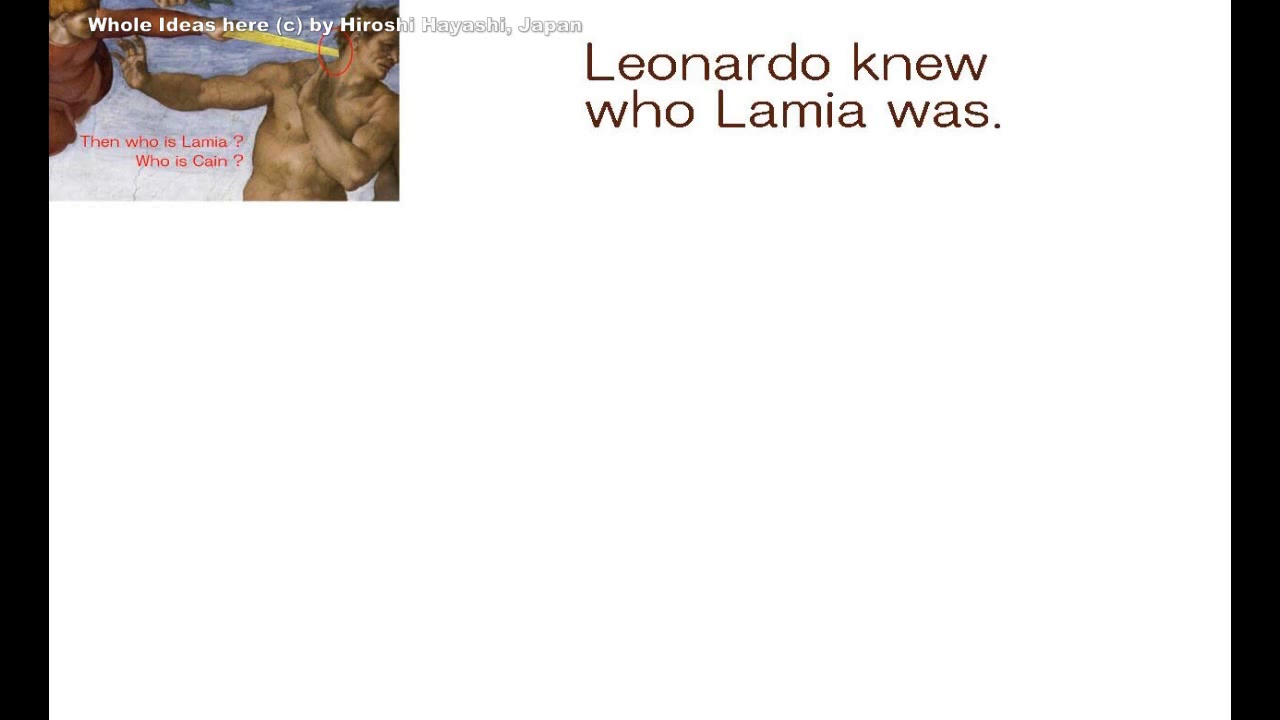 Whole Ideas here (c) by Hiroshi Hayashi, Japan
Leonardo knew
who Lamia was.
Then who is Lamia ?
Who is Cain ?